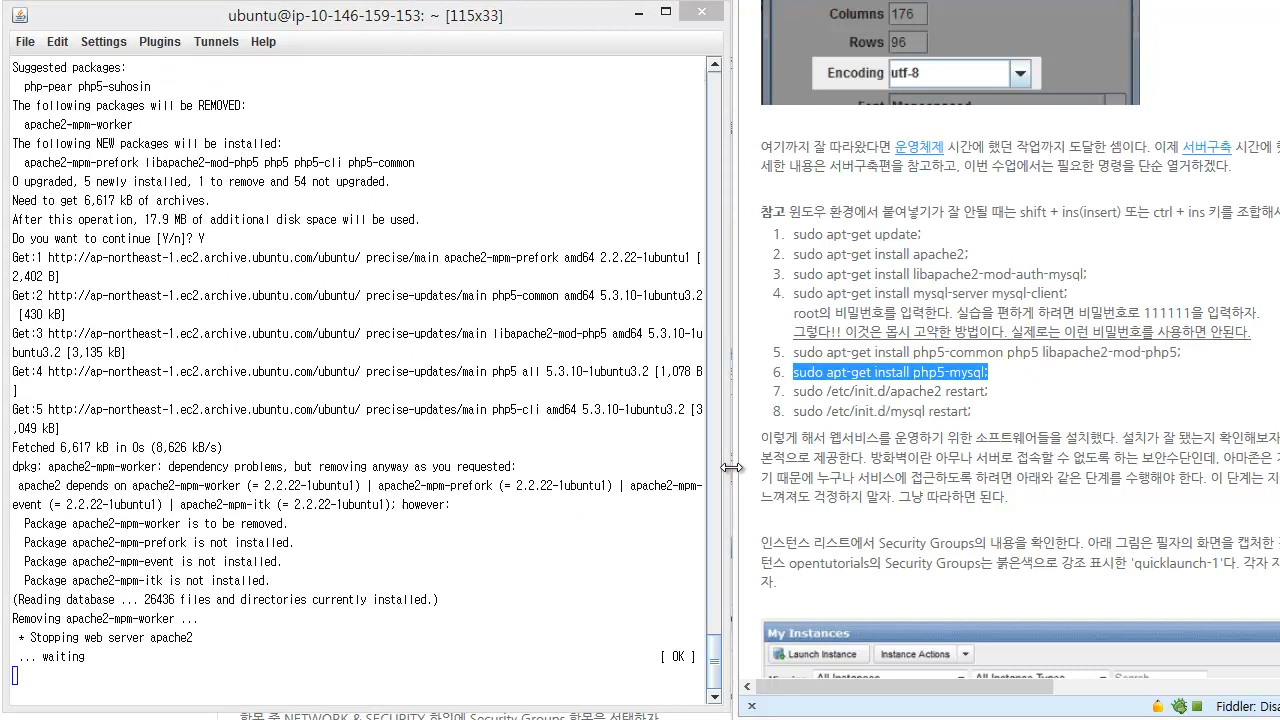 ubuntu@ip-10-146-159-153: ~ [115x33]
File Edit Settings Plugins Tunnels Help
Suggested packages:
php-pear php5-suhosin
The following packages will be REMOVED:
apache2-mpm-worker
The following NEW packages will be installed:
apache2-mpm-prefork libapache2-mod-php5 php5 php5-cli php5-common
0 upgraded, 5 newly installed, 1 to remove and 54 not upgraded.
Need to get 6,617 kB of archives.
After this operation, 17.9 MB of additional disk space will be used.
Do you want to continue [Y/n]? Y
Get:1 http://ap-northeast-1.ec2.archive.ubuntu.com/ubuntu/ precise/main apache2-mpm-prefork amd64 2.2.22-1ubuntu1 [
2,402 B]
Get:2 http://ap-northeast-1.ec2.archive.ubuntu.com/ubuntu/ precise-updates/main php5-common amd64 5.3.10-1ubuntu3.2
[430 kB]
Get:3 http://ap-northeast-1.ec2.archive.ubuntu.com/ubuntu/ precise-updates/main libapache2-mod-php5 amd64 5.3.10-1u
buntu3.2 [3,135 kB]
Get:4 http://ap-northeast-1.ec2.archive.ubuntu.com/ubuntu/ precise-updates/main php5 all 5.3.10-1ubuntu3.2 [1,078 B
]
Get:5 http://ap-northeast-1.ec2.archive.ubuntu.com/ubuntu/ precise-updates/main php5-cli amd64 5.3.10-1ubuntu3.2 [3
,049 kB]
Fetched 6,617 kB in 0s (8,626 kB/s)
dpkg: apache2-mpm-worker: dependency problems, but removing anyway as you requested:
apache2 depends on apache2-mpm-worker (= 2.2.22-1ubuntu1) | apache2-mpm-prefork (= 2.2.22-1ubuntu1) | apache2-mpm-
event (= 2.2.22-1ubuntu1) | apache2-mpm-itk (= 2.2.22-1ubuntu1); however:
Package apache2-mpm-worker is to be removed.
Package apache2-mpm-prefork is not installed.
Package apache2-mpm-event is not installed.
Package apache2-mpm-itk is not installed.
(Reading database ... 26436 files and directories currently installed.)
Removing apache2-mpm-worker ...
* Stopping web server apache2
... waiting [ OK ]
항목 중 NETWORK & SECURITY 하위에 Security Groups 항목을 선택하자
Columns 176
Rows 96
Encoding utf-8
Font Monospaced
여기까지 잘 따라왔다면 운영체제 시간에 했던 작업까지 도달한 셈이다. 이제 서버구축 시간에
세한 내용은 서버구축편을 참고하고, 이번 수업에서는 필요한 명령을 단순 열거하겠다.
참고 윈도우 환경에서 붙여넣기가 잘 안될 때는 shift + ins(insert) 또는 ctrl + ins 키를 조합해서
1. sudo apt-get update;
2. sudo apt-get install apache2;
3. sudo apt-get install libapache2-mod-auth-mysql;
4. sudo apt-get install mysql-server mysql-client;
root의 비밀번호를 입력한다. 실습을 편하게 하려면 비밀번호로 111111을 입력하자.
그렇다!! 이것은 몹시 고약한 방법이다. 실제로는 이런 비밀번호를 사용하면 안된다.
5. sudo apt-get install php5-common php5 libapache2-mod-php5;
6. sudo apt-get install php5-mysql;
7. sudo /etc/init.d/apache2 restart;
8. sudo /etc/init.d/mysql restart;
이렇게 해서 웹서비스를 운영하기 위한 소프트웨어들을 설치했다. 설치가 잘 됐는지 확인해보자
본적으로 제공한다. 방화벽이란 아무나 서버로 접속할 수 없도록 하는 보안수단인데, 아마존은
기 때문에 누구나 서비스에 접근하도록 하려면 아래와 같은 단계를 수행해야 한다. 이 단계는
느껴져도 걱정하지 말자. 그냥 따라하면 된다.
인스턴스 리스트에서 Security Groups의 내용을 확인한다. 아래 그림은 필자의 화면을 캡처한
턴스 opentutorials의 Security Groups는 붉은색으로 강조 표시한 'quicklaunch-1'다. 각자
자.
My Instances
Launch Instance Instance Actions
All Instances All Instance Types Search
Fiddler: Disa